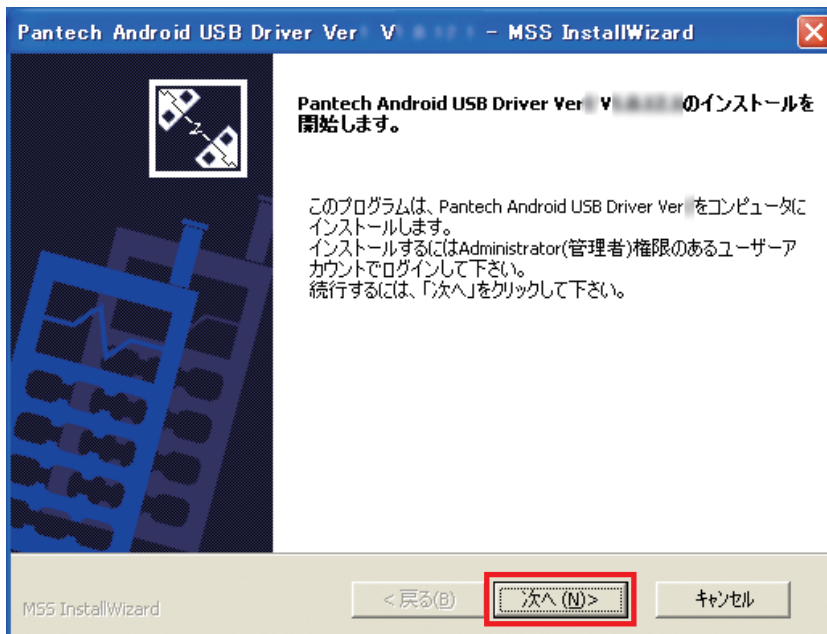 Pantech Android USB Driver Ver V - MSS InstallWizard
Pantech Android USB Driver Ver V のインストールを
開始します。
このプログラムは、Pantech Android USB Driver Ver をコンピュータに
インストールします。
インストールするにはAdministrator(管理者)権限のあるユーザーア
カウントでログインして下さい。
続行するには、「次へ」をクリックして下さい。
MSS InstallWizard
< 戻る(B)
次へ (N)>
キャンセル